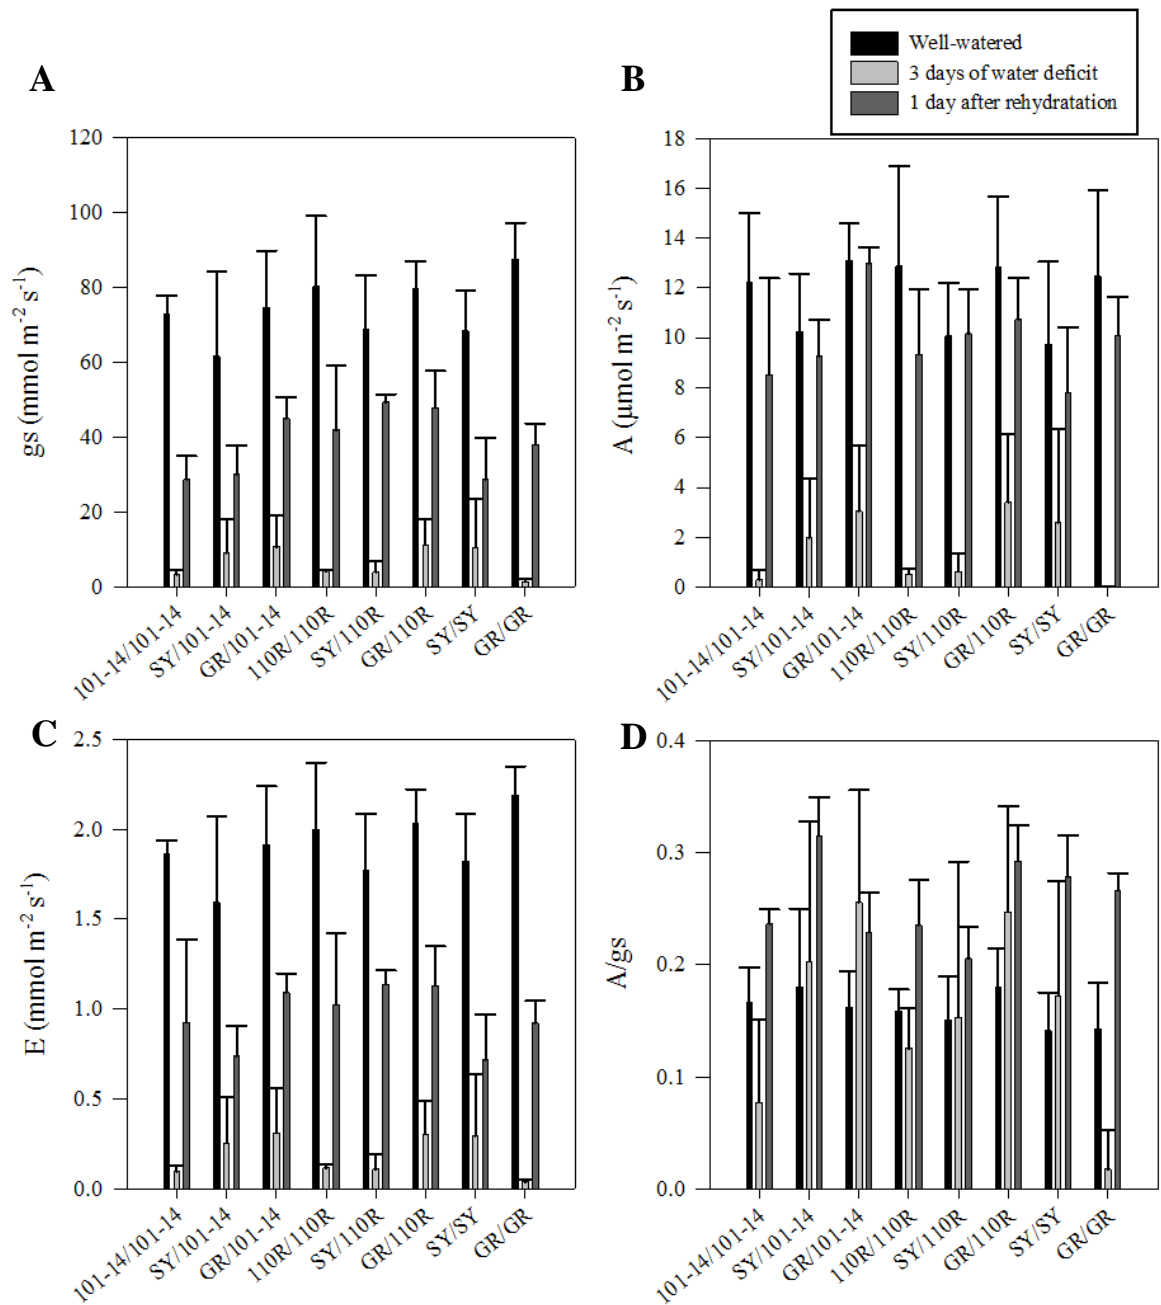 Well-watered
3 days of water deficit
1 day after rehydratation
A
gs (mmol m-2 s-1)
120
100
80
60
40
20
0
101-14/101-14
SY/101-14
GR/101-14
110R/110R
SY/110R
GR/110R
SY/SY
GR/GR
B
A (µmol m-2 s-1)
18
16
14
12
10
8
6
4
2
0
101-14/101-14
SY/101-14
GR/101-14
110R/110R
SY/110R
GR/110R
SY/SY
GR/GR
C
E (mmol m-2 s-1)
2.5
2.0
1.5
1.0
0.5
0.0
101-14/101-14
SY/101-14
GR/101-14
110R/110R
SY/110R
GR/110R
SY/SY
GR/GR
D
A/gs
0.4
0.3
0.2
0.1
0.0
101-14/101-14
SY/101-14
GR/101-14
110R/110R
SY/110R
GR/110R
SY/SY
GR/GR